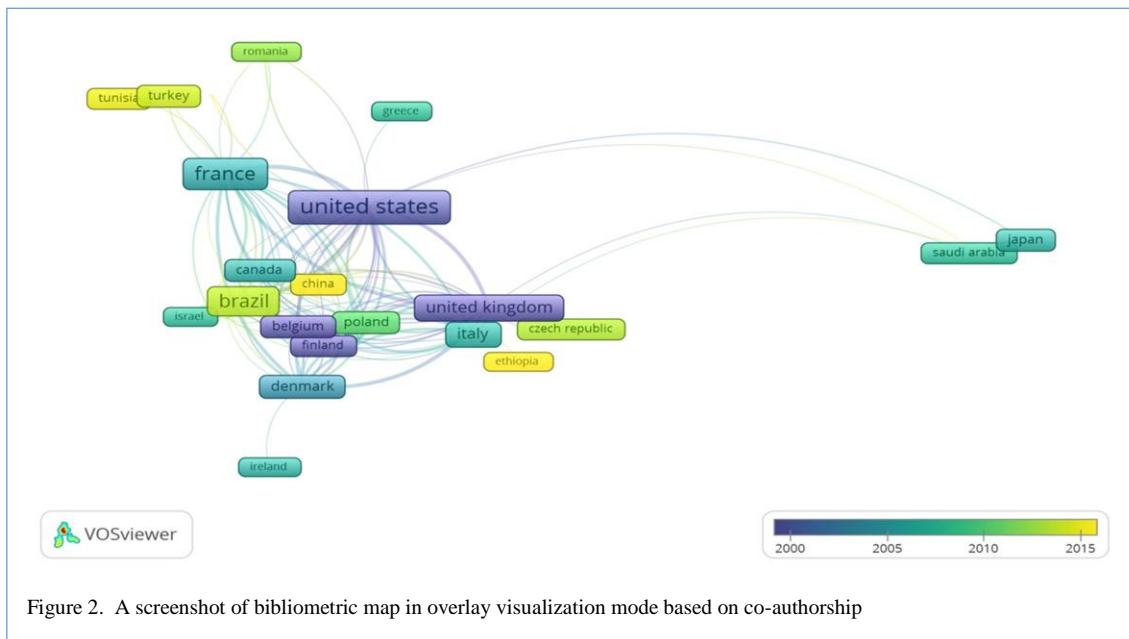 romania
tunisia
turkey
greece
france
united states
japan
saudi arabia
canada
china
brazil
united kingdom
israel
belgium
poland
czech republic
italy
finland
ethiopia
denmark
ireland
VOSviewer
2000 2005 2010 2015
Figure 2. A screenshot of bibliometric map in overlay visualization mode based on co-authorship